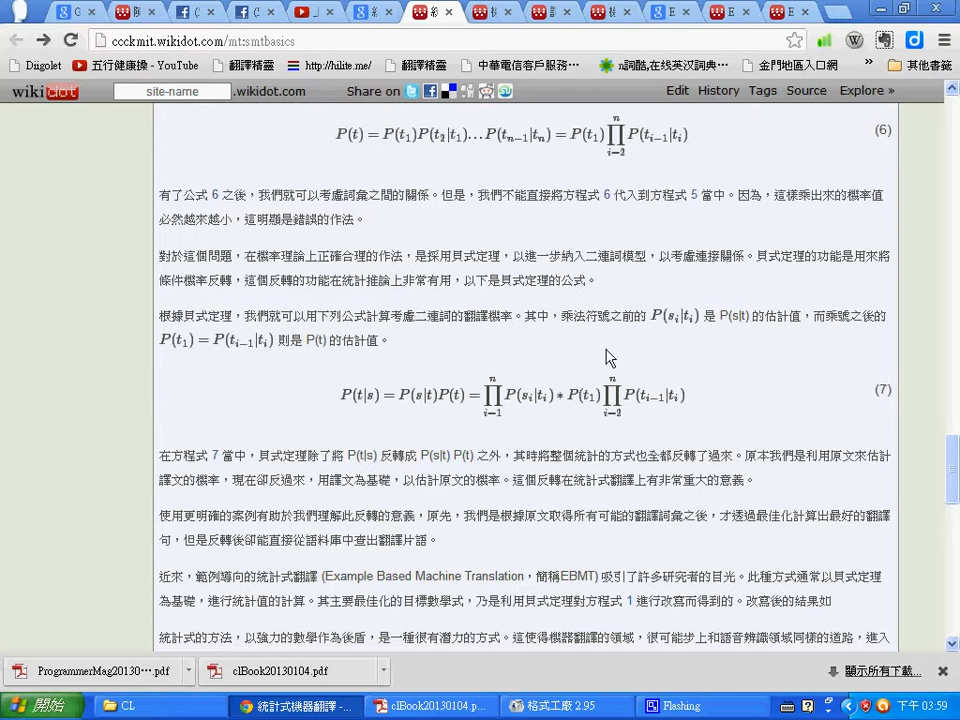 ccckmit.wikidot.com/mt:smtbasics
Diigolet 五行健康操 - YouTube 翻譯精靈 http://hilite.me/ 翻譯精靈 中華電信客戶服務… n词酷,在线英汉词典… 金門地區入口網 » 其他書籤
wikidot site-name .wikidot.com Share on Edit History Tags Source Explore »
P(t) = P(t₁)P(t₂|t₁)…P(tₙ₋₁|tₙ) = P(t₁) ∏ⁿᵢ₋₂ P(tᵢ₋₁|tᵢ) (6)
有了公式 6 之後，我們就可以考慮詞彙之間的關係。但是，我們不能直接將方程式 6 代入到方程式 5 當中。因為，這樣乘出來的機率值
必然越來越小，這明顯是錯誤的作法。
對於這個問題，在機率理論上正確合理的作法，是採用貝式定理，以進一步納入二連詞模型，以考慮連接關係。貝式定理的功能是用來將
條件機率反轉，這個反轉的功能在統計推論上非常有用，以下是貝式定理的公式。
根據貝式定理，我們就可以用下列公式計算考慮二連詞的翻譯機率。其中，乘法符號之前的 P(sᵢ|tᵢ) 是 P(s|t) 的估計值，而乘號之後的
P(t₁) = P(tᵢ₋₁|tᵢ) 則是 P(t) 的估計值。
P(t|s) = P(s|t)P(t) = ∏ⁿᵢ₋₁ P(sᵢ|tᵢ) * P(t₁) ∏ⁿᵢ₋₂ P(tᵢ₋₁|tᵢ) (7)
在方程式 7 當中，貝式定理除了將 P(t|s) 反轉成 P(s|t) P(t) 之外，其時將整個統計的方式也全都反轉了過來。原本我們是利用原文來估計
譯文的機率，現在卻反過來，用譯文為基礎，以估計原文的機率。這個反轉在統計式翻譯上有非常重大的意義。
使用更明確的案例有助於我們理解此反轉的意義，原先，我們是根據原文取得所有可能的翻譯詞彙之後，才透過最佳化計算出最好的翻譯
句，但是反轉後卻能直接從語料庫中查出翻譯片語。
近來，範例導向的統計式翻譯 (Example Based Machine Translation，簡稱EBMT) 吸引了許多研究者的目光。此種方式通常以貝式定理
為基礎，進行統計值的計算。其主要最佳化的目標數學式，乃是利用貝式定理對方程式 1 進行改寫而得到的。改寫後的結果如
統計式的方法，以強力的數學作為後盾，是一種很有潛力的方式。這使得機器翻譯的領域，很可能步上和語音辨識領域同樣的道路，進入
ProgrammerMag20130….pdf clBook20130104.pdf 顯示所有下載…
開始 CL 統計式機器翻譯 -… clBook20130104.p… 格式工廠 2.95 Flashing 下午 03:59